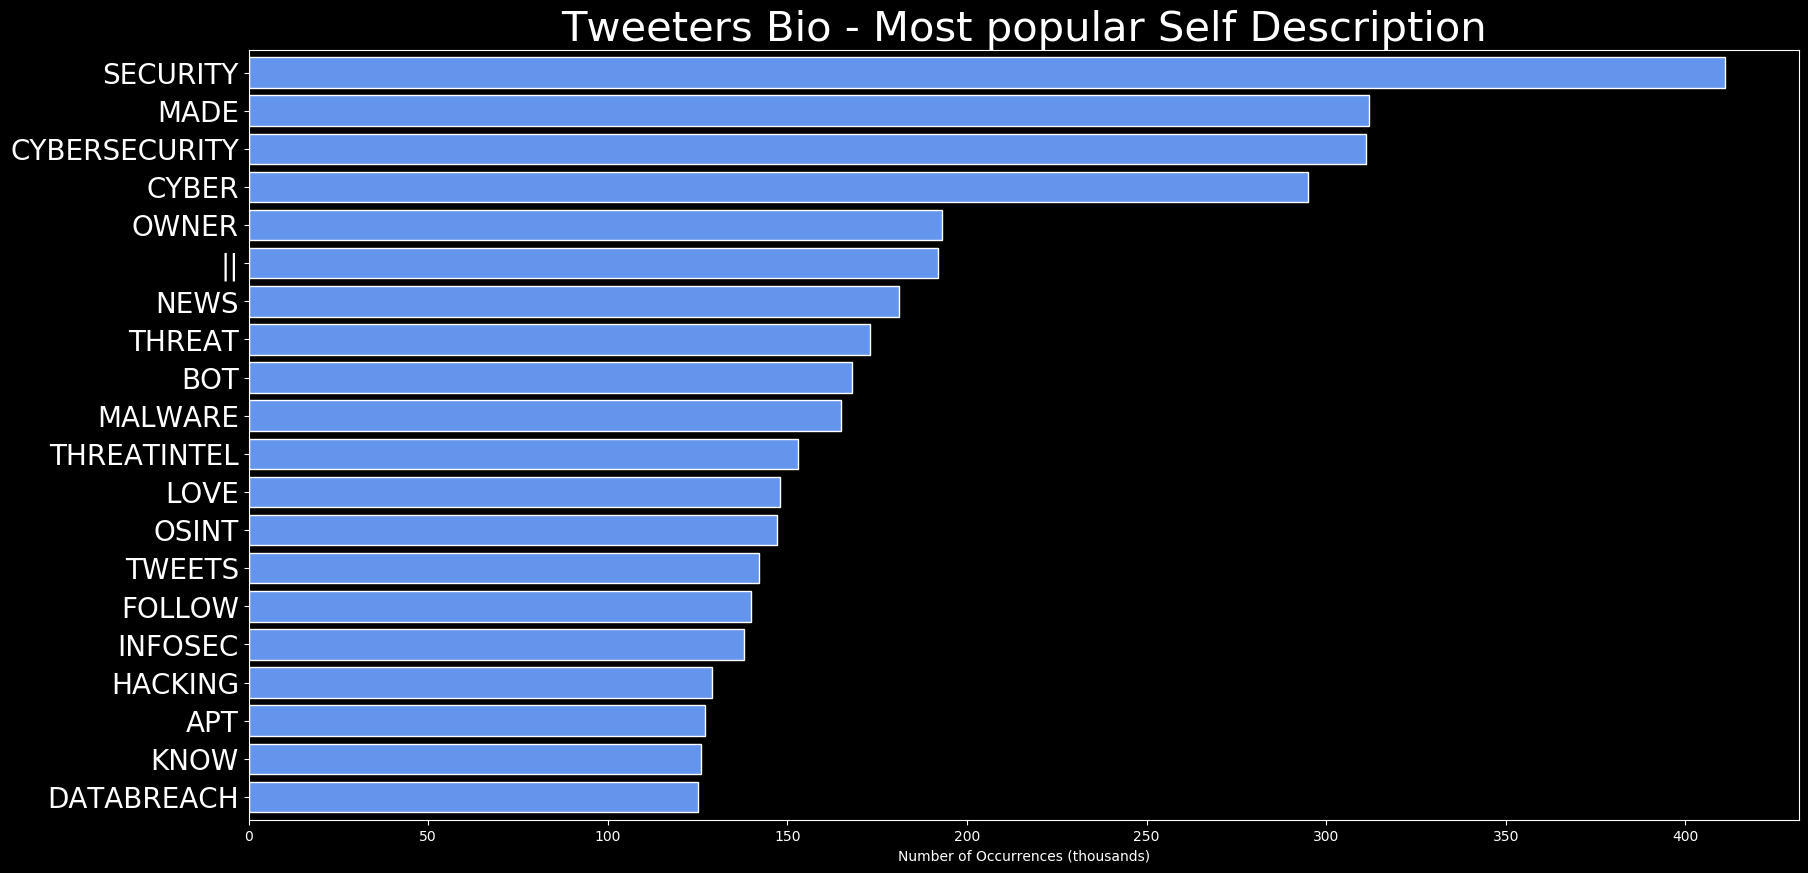 Tweeters Bio - Most popular Self Description
SECURITY
MADE
CYBERSECURITY
CYBER
OWNER
||
NEWS
THREAT
BOT
MALWARE
THREATINTEL
LOVE
OSINT
TWEETS
FOLLOW
INFOSEC
HACKING
APT
KNOW
DATABREACH
0 50 100 150 200 250 300 350 400
Number of Occurrences (thousands)